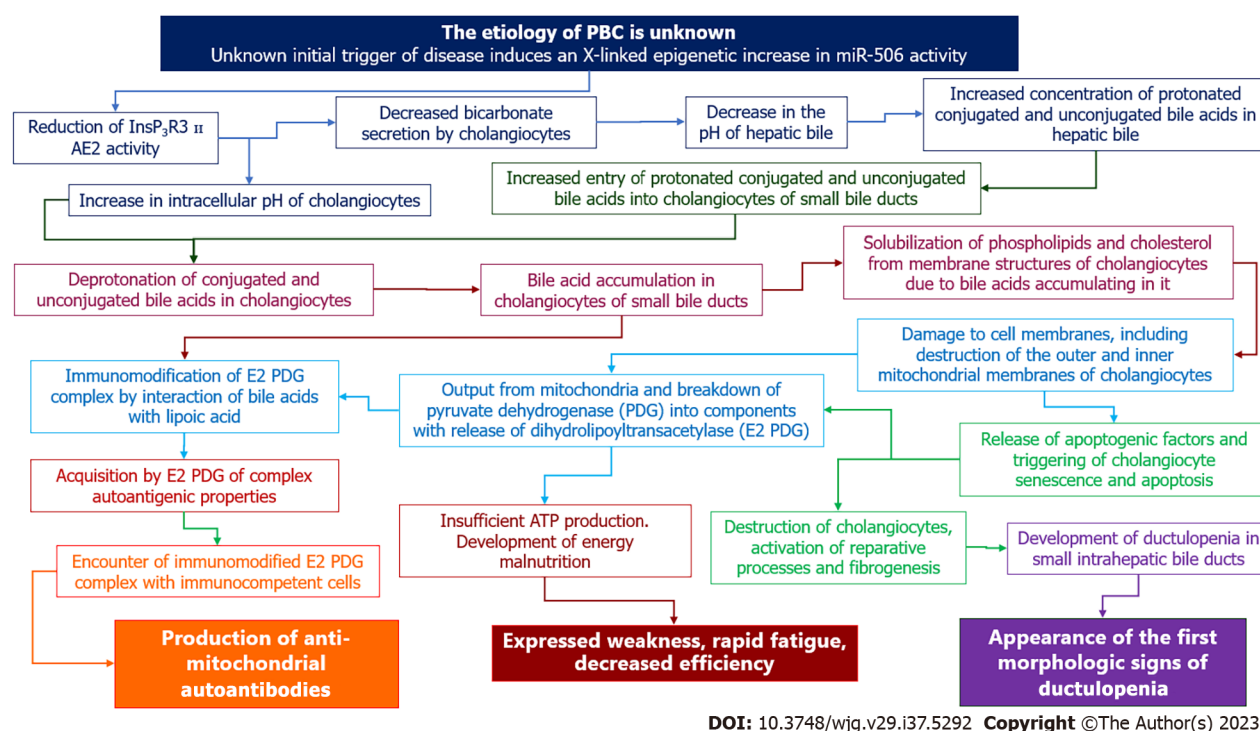 The etiology of PBC is unknown
Unknown initial trigger of disease induces an X-linked epigenetic increase in miR-506 activity
Reduction of InsP₃R3 II
AE2 activity
Decreased bicarbonate
secretion by cholangiocytes
Decrease in the
pH of hepatic bile
Increased concentration of protonated
conjugated and unconjugated bile acids in
hepatic bile
Increase in intracellular pH of cholangiocytes
Increased entry of protonated conjugated and unconjugated
bile acids into cholangiocytes of small bile ducts
Deprotonation of conjugated and
unconjugated bile acids in cholangiocytes
Bile acid accumulation in
cholangiocytes of small bile ducts
Solubilization of phospholipids and cholesterol
from membrane structures of cholangiocytes
due to bile acids accumulating in it
Immunomodification of E2 PDG
complex by interaction of bile acids
with lipoic acid
Output from mitochondria and breakdown of
pyruvate dehydrogenase (PDG) into components
with release of dihydrolipoyltransacetylase (E2 PDG)
Damage to cell membranes, including
destruction of the outer and inner
mitochondrial membranes of cholangiocytes
Release of apoptogenic factors and
triggering of cholangiocyte
senescence and apoptosis
Acquisition by E2 PDG of complex
autoantigenic properties
Insufficient ATP production.
Development of energy
malnutrition
Destruction of cholangiocytes,
activation of reparative
processes and fibrogenesis
Development of ductulopenia in
small intrahepatic bile ducts
Encounter of immunomodified E2 PDG
complex with immunocompetent cells
Production of anti-
mitochondrial
autoantibodies
Expressed weakness, rapid fatigue,
decreased efficiency
Appearance of the first
morphologic signs of
ductulopenia
DOI: 10.3748/wjg.v29.i37.5292 Copyright ©The Author(s) 2023